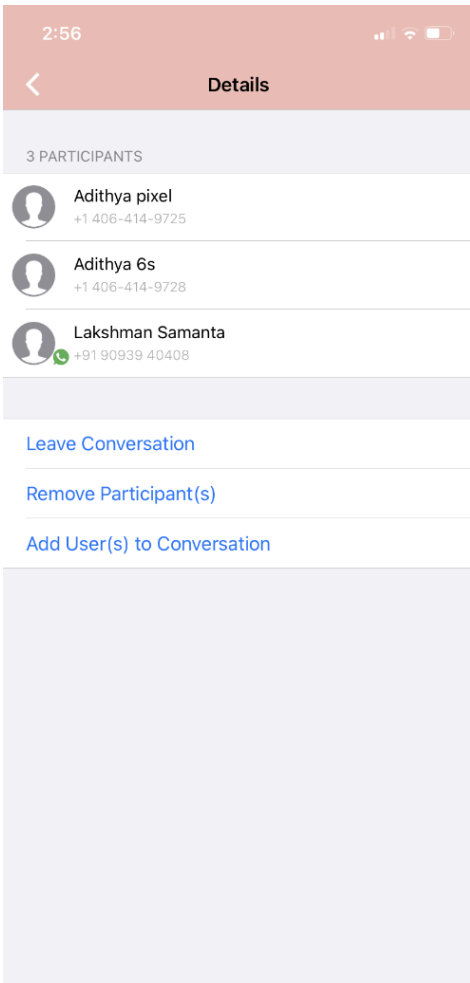 2:56
Details
3 PARTICIPANTS
Adithya pixel
+1 406-414-9725
Adithya 6s
+1 406-414-9728
Lakshman Samanta
+91 90939 40408
Leave Conversation
Remove Participant(s)
Add User(s) to Conversation